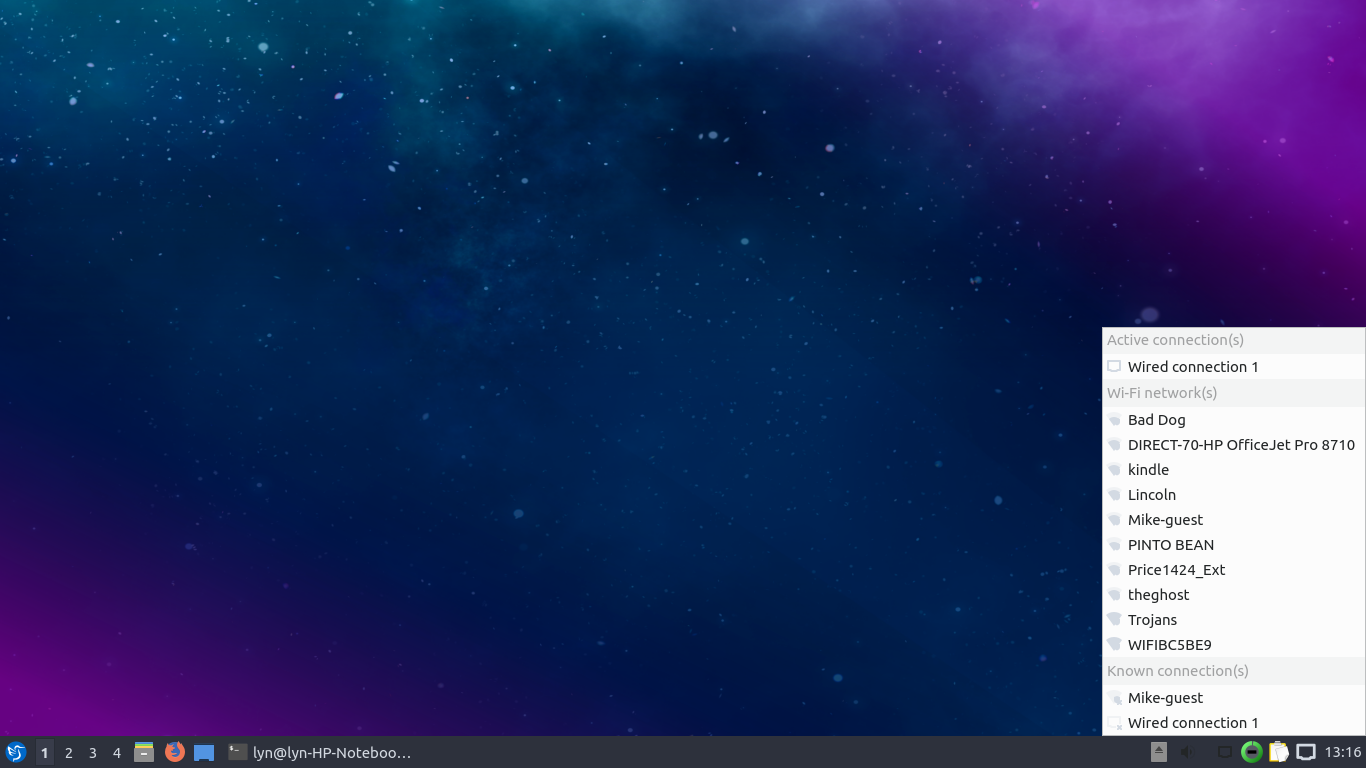 Active connection(s)
Wired connection 1
Wi-Fi network(s)
Bad Dog
DIRECT-70-HP OfficeJet Pro 8710
kindle
Lincoln
Mike-guest
PINTO BEAN
Price1424_Ext
theghost
Trojans
WIFIBC5BE9
Known connection(s)
Mike-guest
Wired connection 1
1 2 3 4 lyn@lyn-HP-Noteboo… 13:16